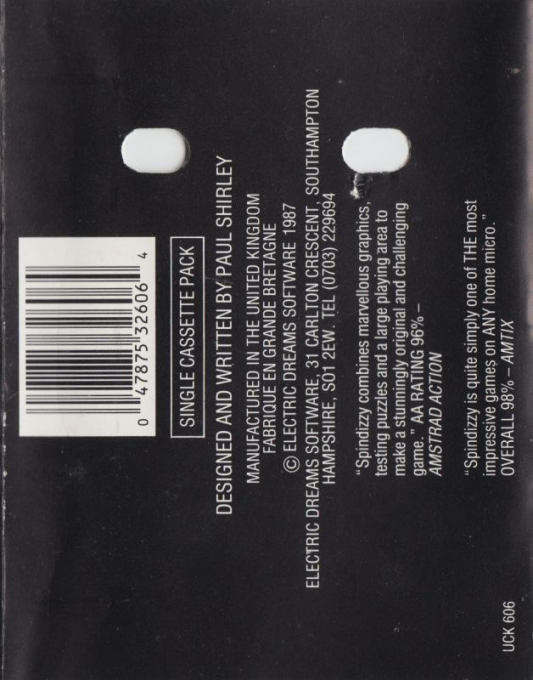 0 47875 32606 4
SINGLE CASSETTE PACK
DESIGNED AND WRITTEN BY PAUL SHIRLEY
MANUFACTURED IN THE UNITED KINGDOM
FABRIQUE EN GRANDE BRETAGNE
© ELECTRIC DREAMS SOFTWARE 1987
ELECTRIC DREAMS SOFTWARE, 31 CARLTON CRESCENT, SOUTHAMPTON
HAMPSHIRE, SO1 2EW. TEL (0703) 229694
"Spindizzy combines marvellous graphics,
testing puzzles and a large playing area to
make a stunningly original and challenging
game." AA RATING 96% –
AMSTRAD ACTION
"Spindizzy is quite simply one of THE most
impressive games on ANY home micro."
OVERALL 98% – AMTIX
UCK 606